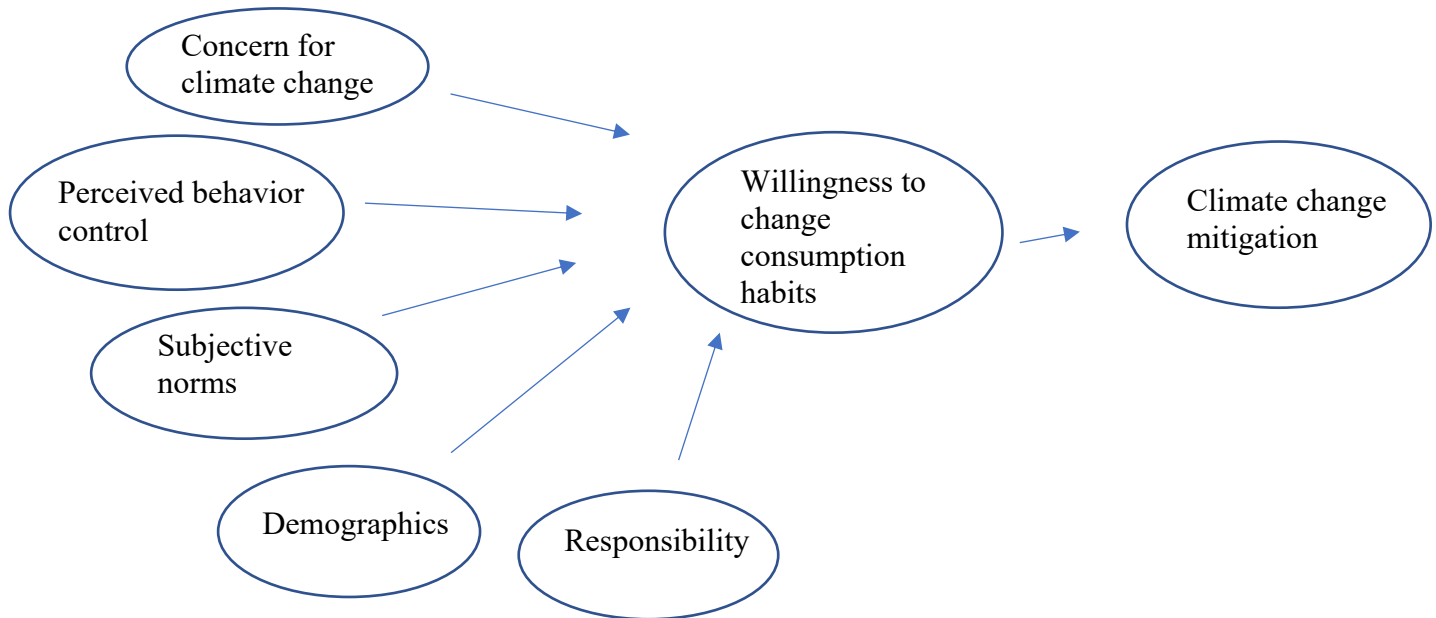 Concern for
climate change
Perceived behavior
control
Subjective
norms
Demographics
Responsibility
Willingness to
change
consumption
habits
Climate change
mitigation